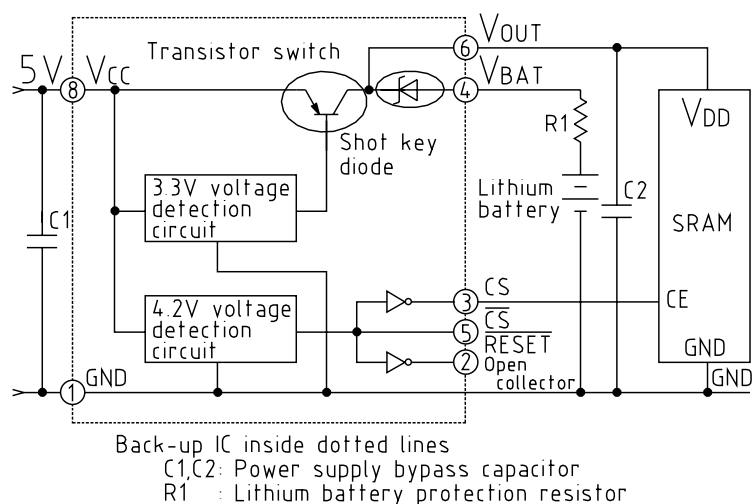 VOUT
6
Transistor switch
5V
VCC
VBAT
8
4
VDD
R1
Shot key
diode
3.3V voltage
detection
circuit
Lithium
battery
C2
C1
SRAM
4.2V voltage
detection
circuit
3
CS
CE
5
CS
RESET
2
Open
collector
GND
1
GND
GND
Back-up IC inside dotted lines
C1,C2: Power supply bypass capacitor
R1 : Lithium battery protection resistor